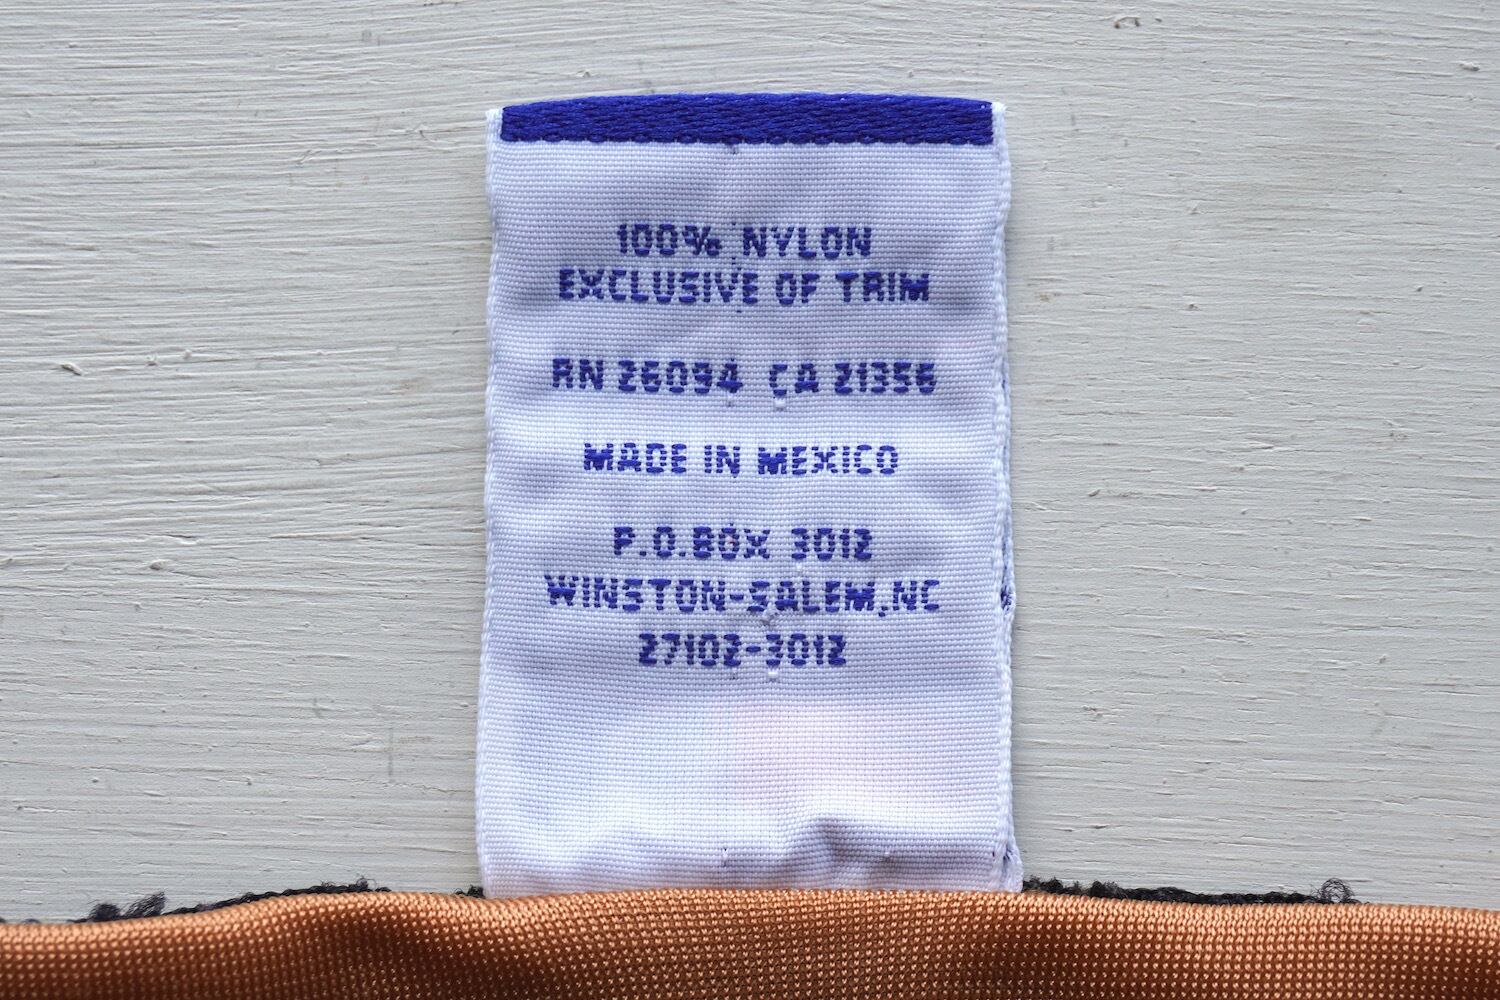 100% NYLON
EXCLUSIVE OF TRIM
RN 26094 CA 21356
MADE IN MEXICO
P.O.BOX 3012
WINSTON-SALEM,NC
27102-3012